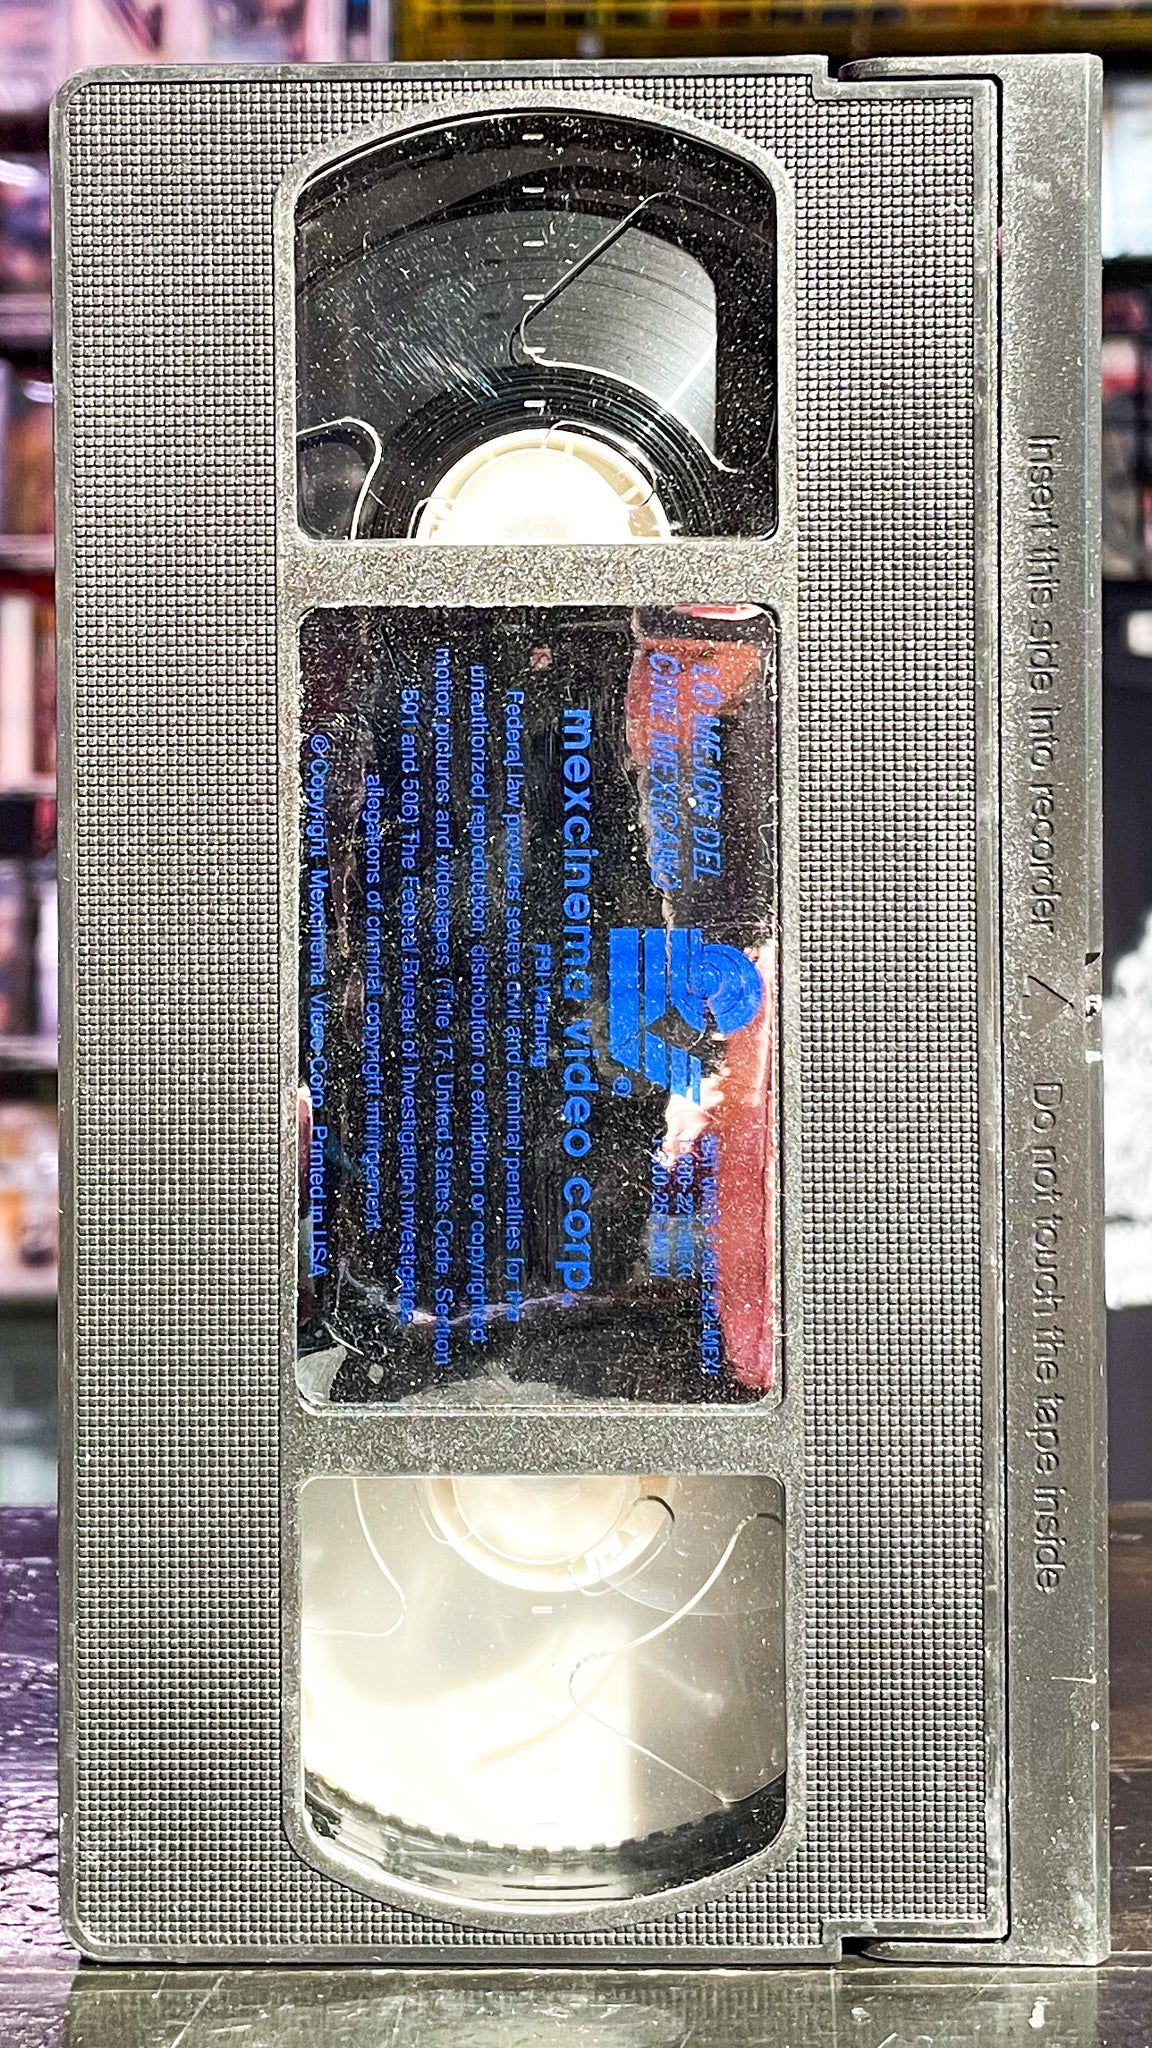 LO MEJOR DEL
CINE MEXICANO
®
mexcinema video corp.
FBI Warning
Federal law provides severe civil and criminal penalties for the
unauthorized reproduction, distribution or exhibition of copyrighted
motion pictures and videotapes (Title 17, United States Code, Section
501 and 506) The Federal Bureau of Investigation investigates
allegations of criminal copyright infringement.
© Copyright Mexcinema Video Corp. Printed in USA
Insert this side into recorder △ Do not touch the tape inside